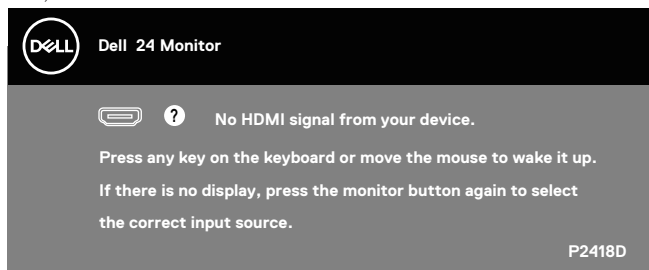 DELL
Dell 24 Monitor
? No HDMI signal from your device.
Press any key on the keyboard or move the mouse to wake it up.
If there is no display, press the monitor button again to select
the correct input source.
P2418D